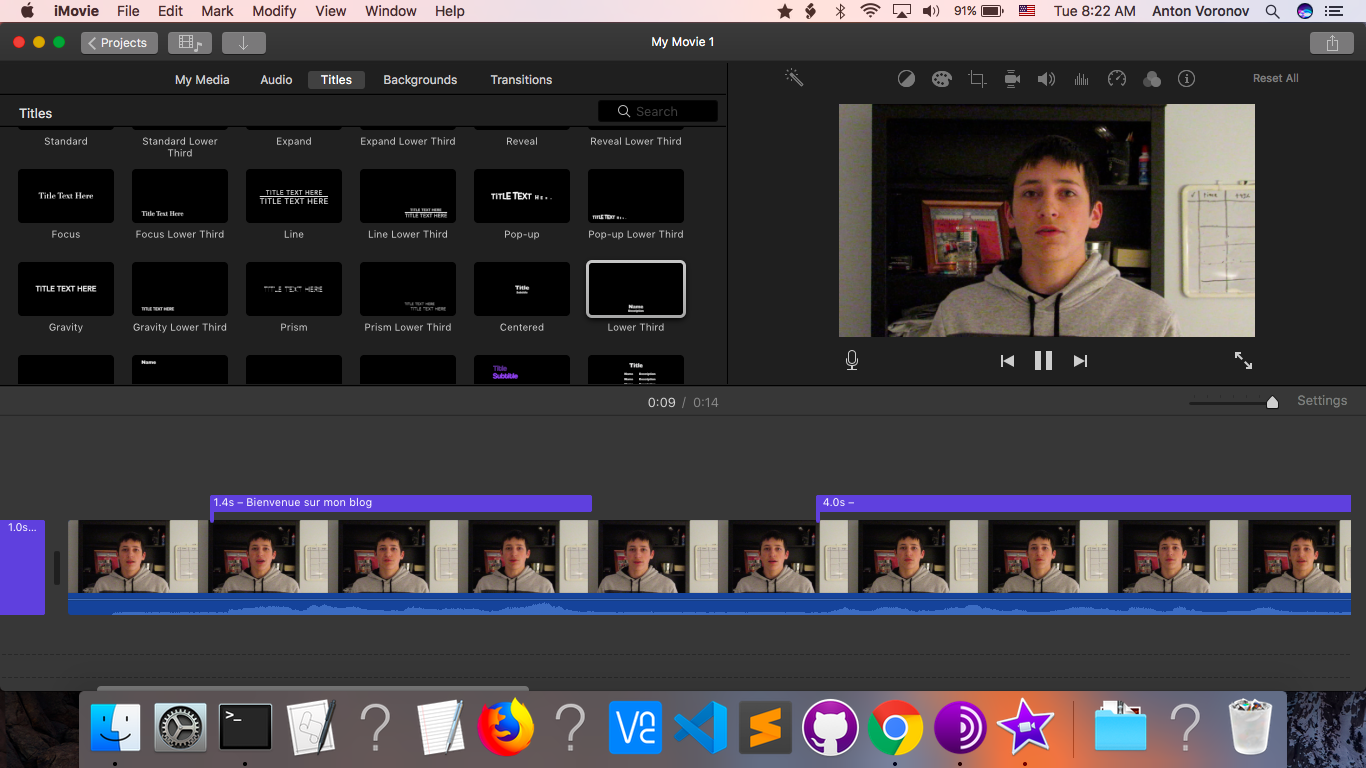 iMovie File Edit Mark Modify View Window Help 91% Tue 8:22 AM Anton Voronov
Projects My Movie 1
My Media Audio Titles Backgrounds Transitions Reset All
Titles Search
Standard Standard Lower Third Expand Expand Lower Third Reveal Reveal Lower Third
Title Text Here Title Text Here TITLE TEXT HERE TITLE TEXT HERE TITLE TEXT HERE TITLE TEXT HERE TITLE TEXT TITLE TEXT
Focus Focus Lower Third Line Line Lower Third Pop-up Pop-up Lower Third
TITLE TEXT HERE TITLE TEXT HERE TITLE TEXT HERE TITLE TEXT HERE TITLE TEXT HERE Title Subtitle Name Description
Gravity Gravity Lower Third Prism Prism Lower Third Centered Lower Third
Name Title Subtitle Title
Name Description
Name Description
0:09 / 0:14 Settings
1.4s – Bienvenue sur mon blog 4.0s –
1.0s...
>_